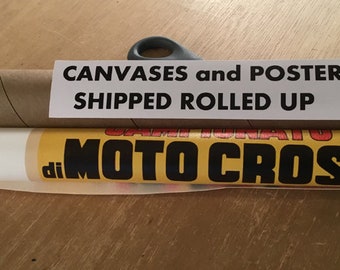 CANVASES and POSTER
SHIPPED ROLLED UP
di MOTO CROS